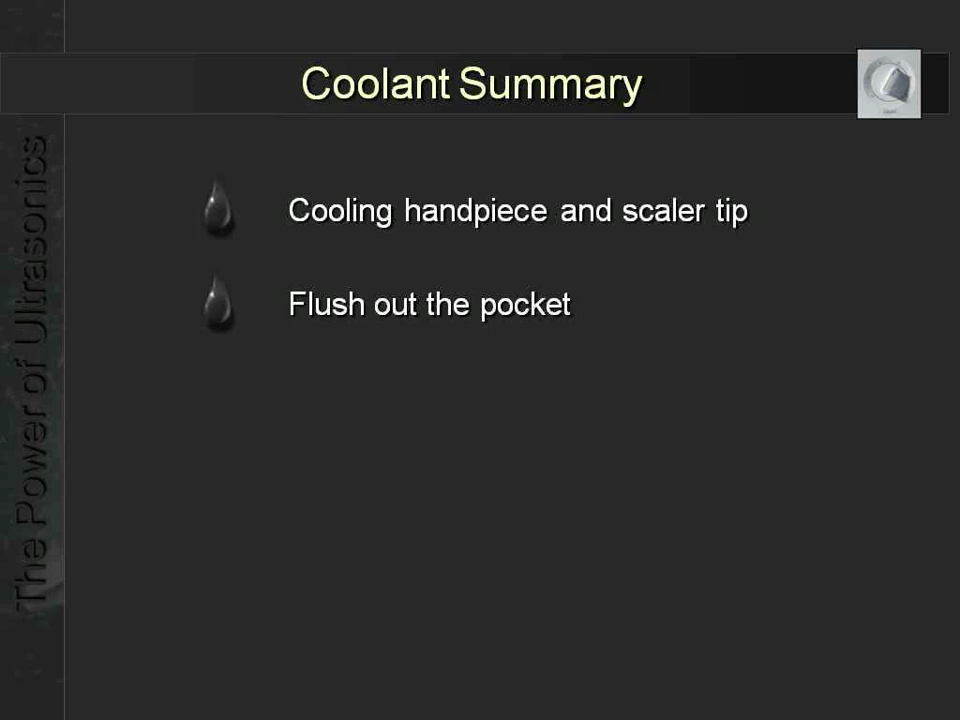 Coolant Summary
Cooling handpiece and scaler tip
Flush out the pocket
The Power of Ultrasonics